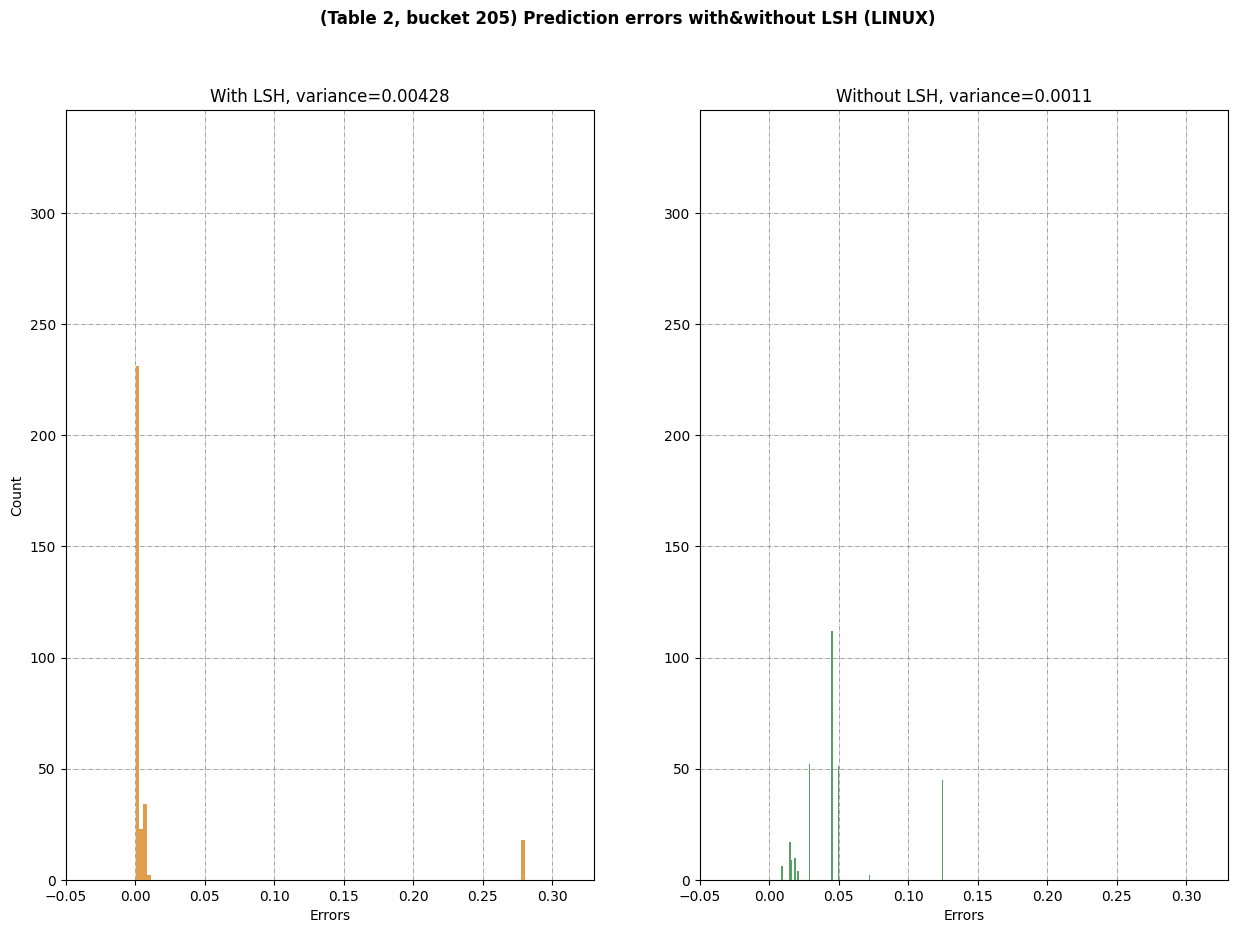 (Table 2, bucket 205) Prediction errors with&without LSH (LINUX)
With LSH, variance=0.00428
Count
300
250
200
150
100
50
0
−0.05 0.00 0.05 0.10 0.15 0.20 0.25 0.30
Errors
Without LSH, variance=0.0011
300
250
200
150
100
50
0
−0.05 0.00 0.05 0.10 0.15 0.20 0.25 0.30
Errors